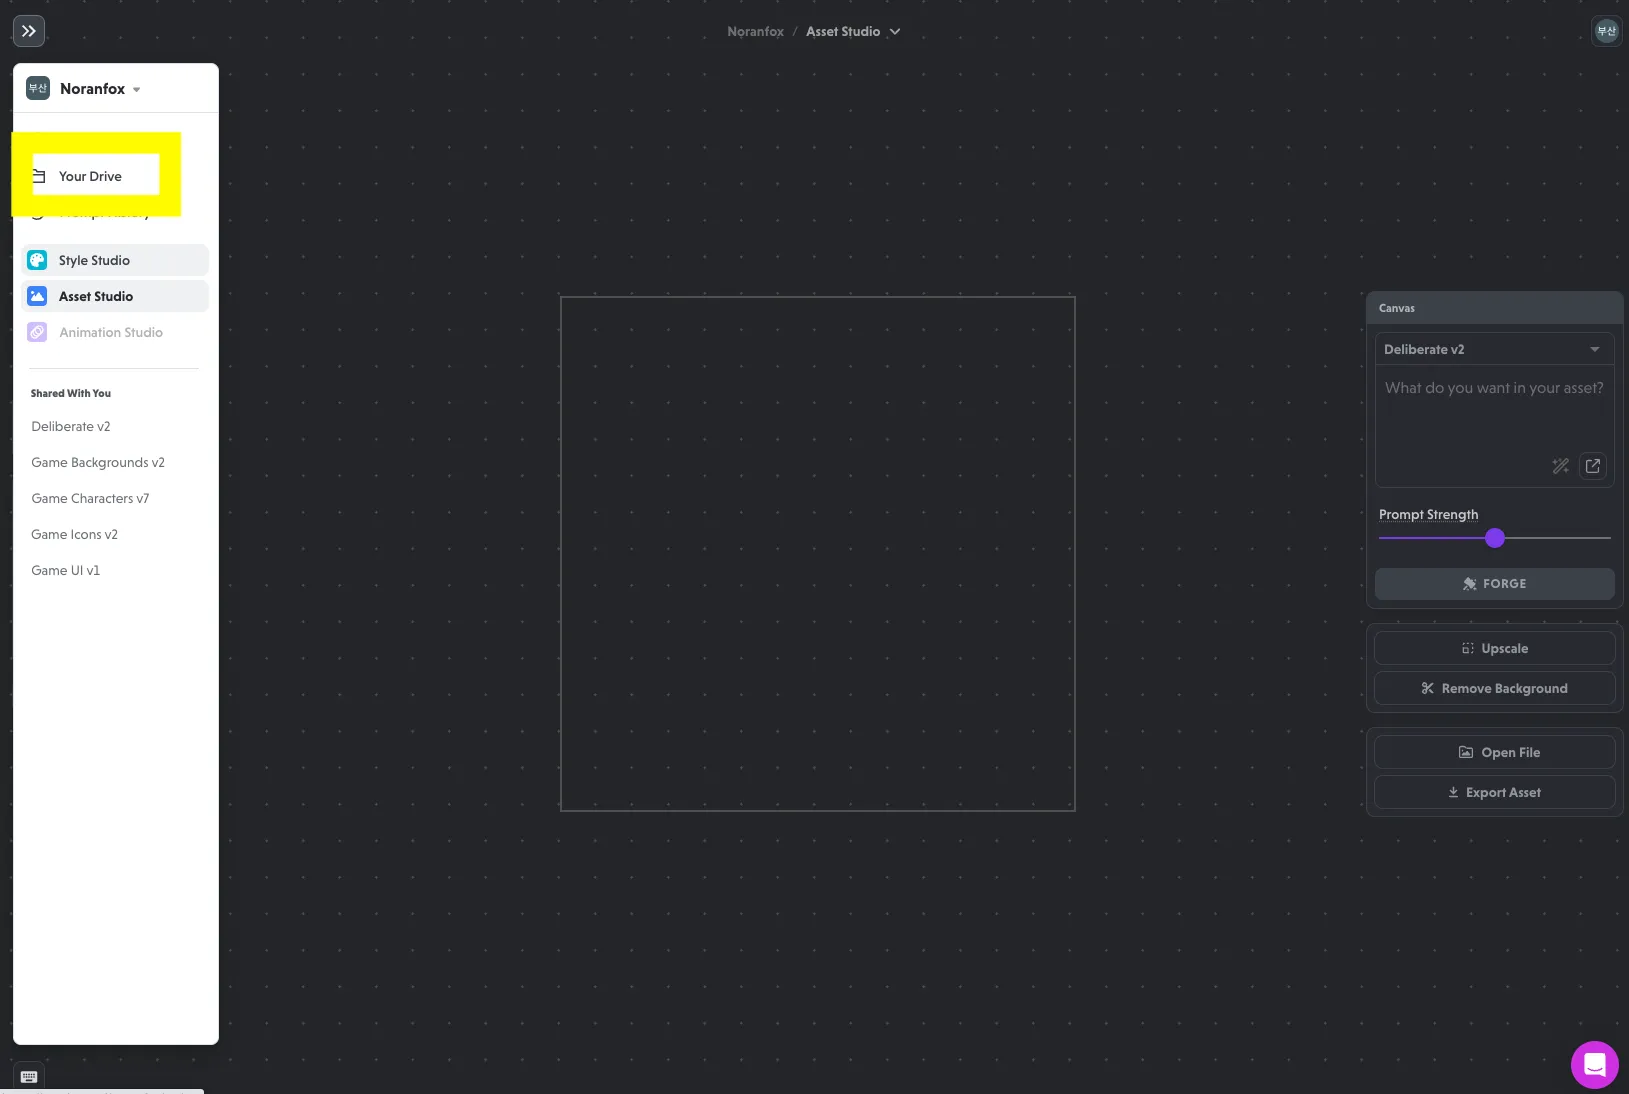 Noranfox / Asset Studio
부산
부산 Noranfox
Your Drive
Style Studio
Asset Studio
Animation Studio
Shared With You
Deliberate v2
Game Backgrounds v2
Game Characters v7
Game Icons v2
Game UI v1
Canvas
Deliberate v2
What do you want in your asset?
Prompt Strength
FORGE
Upscale
Remove Background
Open File
Export Asset